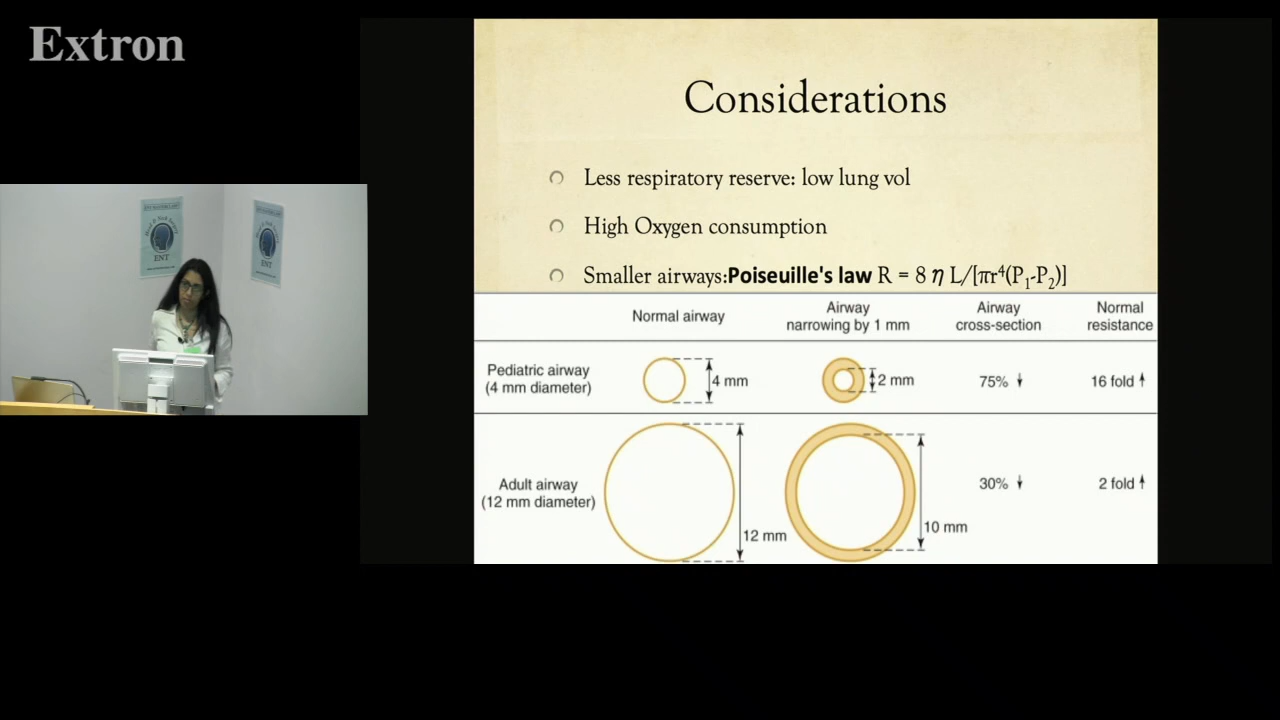 Extron
Considerations
Less respiratory reserve: low lung vol
High Oxygen consumption
Smaller airways:Poiseuille's law R = 8 η L/[πr⁴(P₁-P₂)]
Normal airway
Airway
narrowing by 1 mm
Airway
cross-section
Normal
resistance
Pediatric airway
(4 mm diameter)
4 mm
2 mm
75% ↓
16 fold ↑
Adult airway
(12 mm diameter)
12 mm
10 mm
30% ↓
2 fold ↑
ENT
ENT